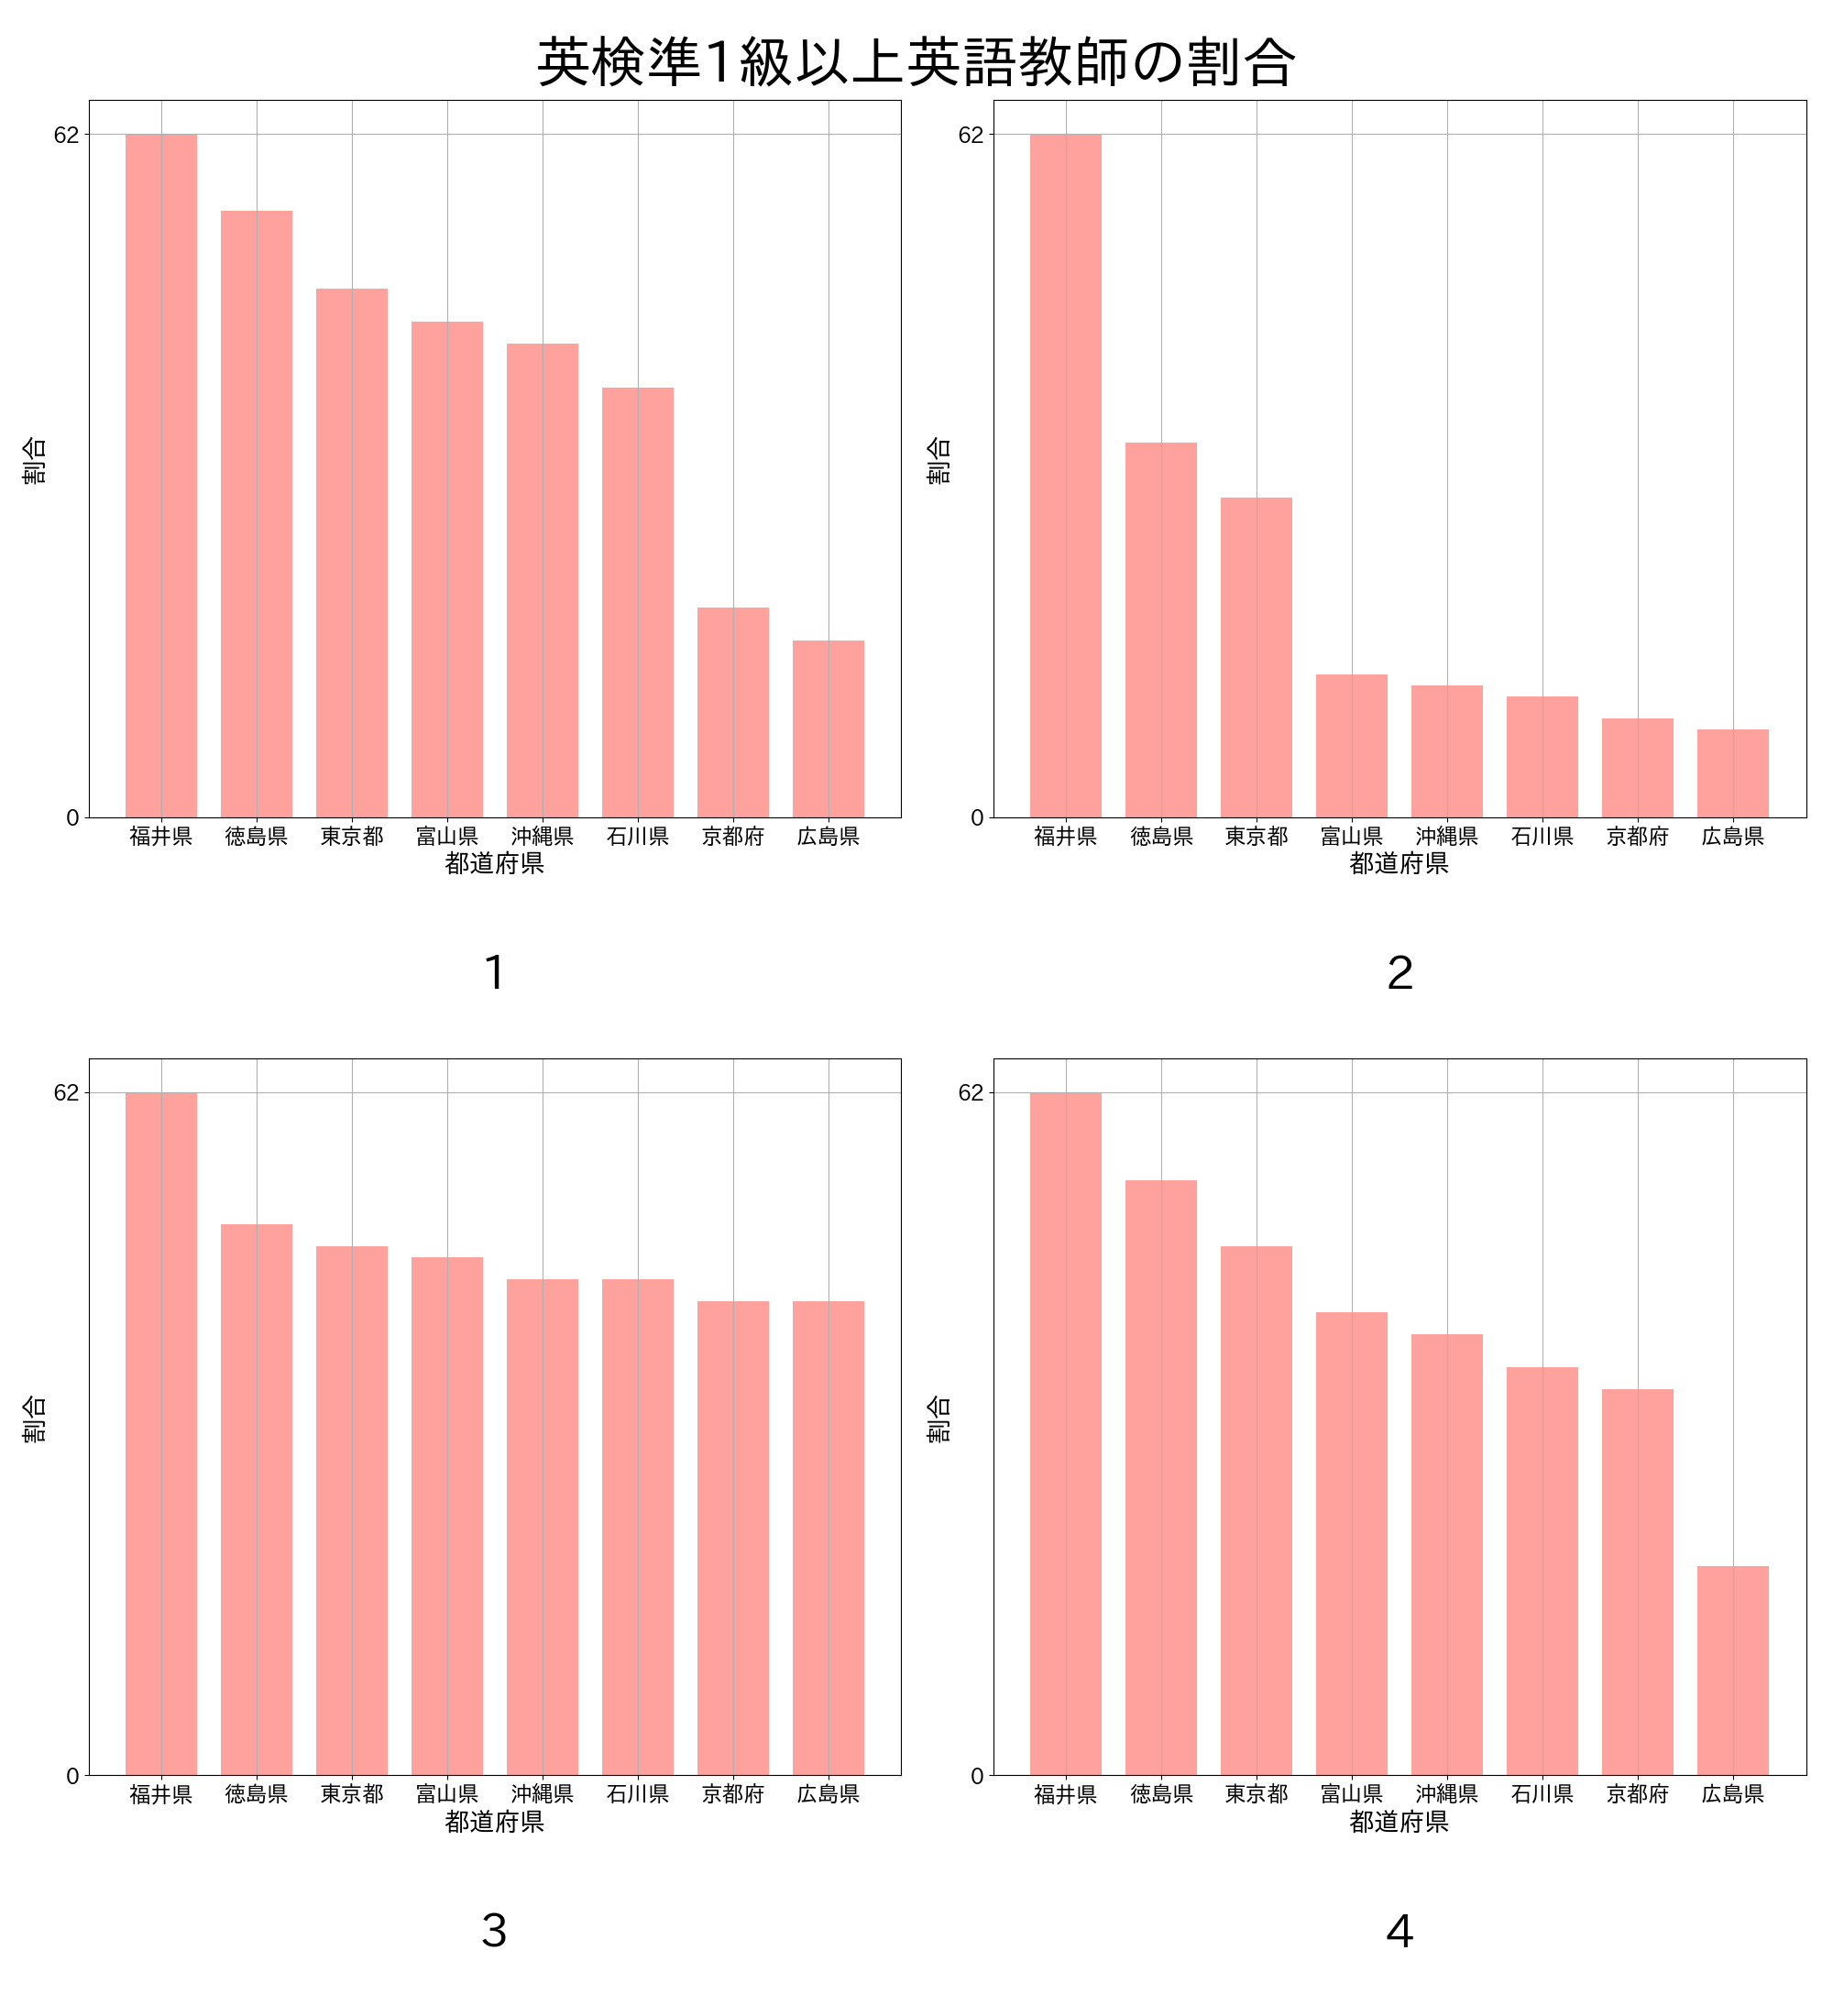 英検準1級以上英語教師の割合
62
0
割合
福井県 徳島県 東京都 富山県 沖縄県 石川県 京都府 広島県
都道府県
1
62
0
割合
福井県 徳島県 東京都 富山県 沖縄県 石川県 京都府 広島県
都道府県
2
62
0
割合
福井県 徳島県 東京都 富山県 沖縄県 石川県 京都府 広島県
都道府県
3
62
0
割合
福井県 徳島県 東京都 富山県 沖縄県 石川県 京都府 広島県
都道府県
4